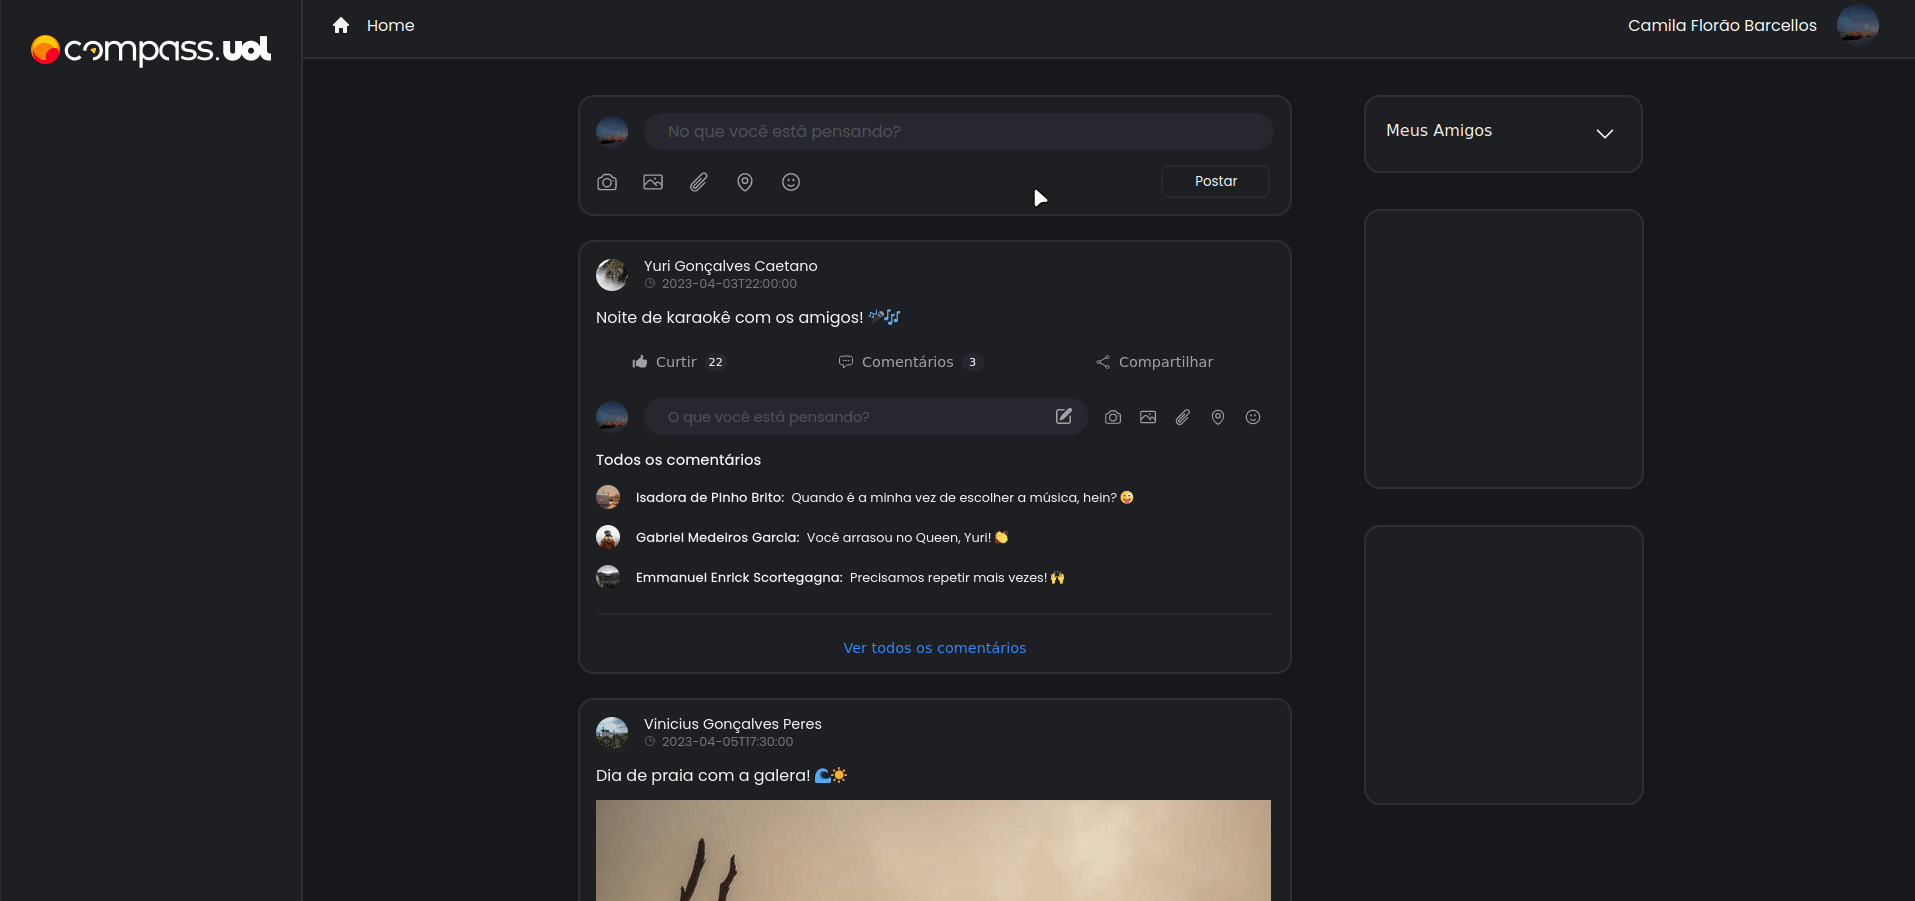 compass.uol
Home
Camila Florão Barcellos
No que você está pensando?
Postar
Meus Amigos
Yuri Gonçalves Caetano
2023-04-03T22:00:00
Noite de karaokê com os amigos! 🎤🎶
Curtir 22
Comentários 3
Compartilhar
O que você está pensando?
Todos os comentários
Isadora de Pinho Brito: Quando é a minha vez de escolher a música, hein? 😜
Gabriel Medeiros Garcia: Você arrasou no Queen, Yuri! 👏
Emmanuel Enrick Scortegagna: Precisamos repetir mais vezes! 🙌
Ver todos os comentários
Vinicius Gonçalves Peres
2023-04-05T17:30:00
Dia de praia com a galera! 🌊☀️